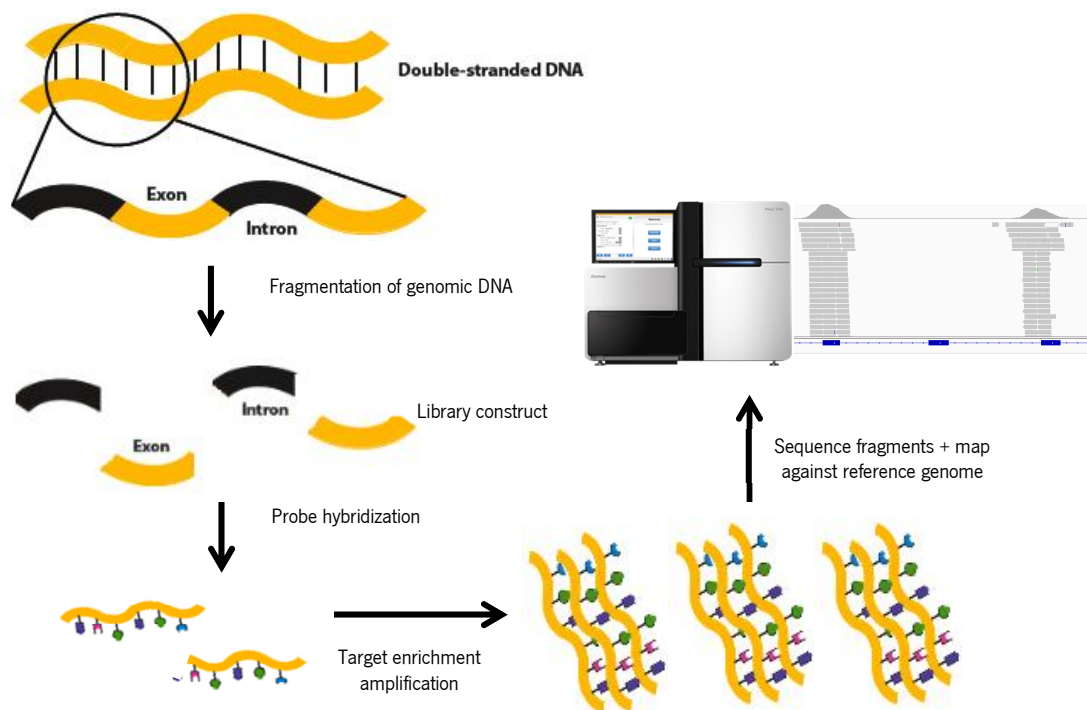 Double-stranded DNA
Exon
Intron
Fragmentation of genomic DNA
Intron
Library construct
Exon
Probe hybridization
Target enrichment
amplification
Sequence fragments + map
against reference genome